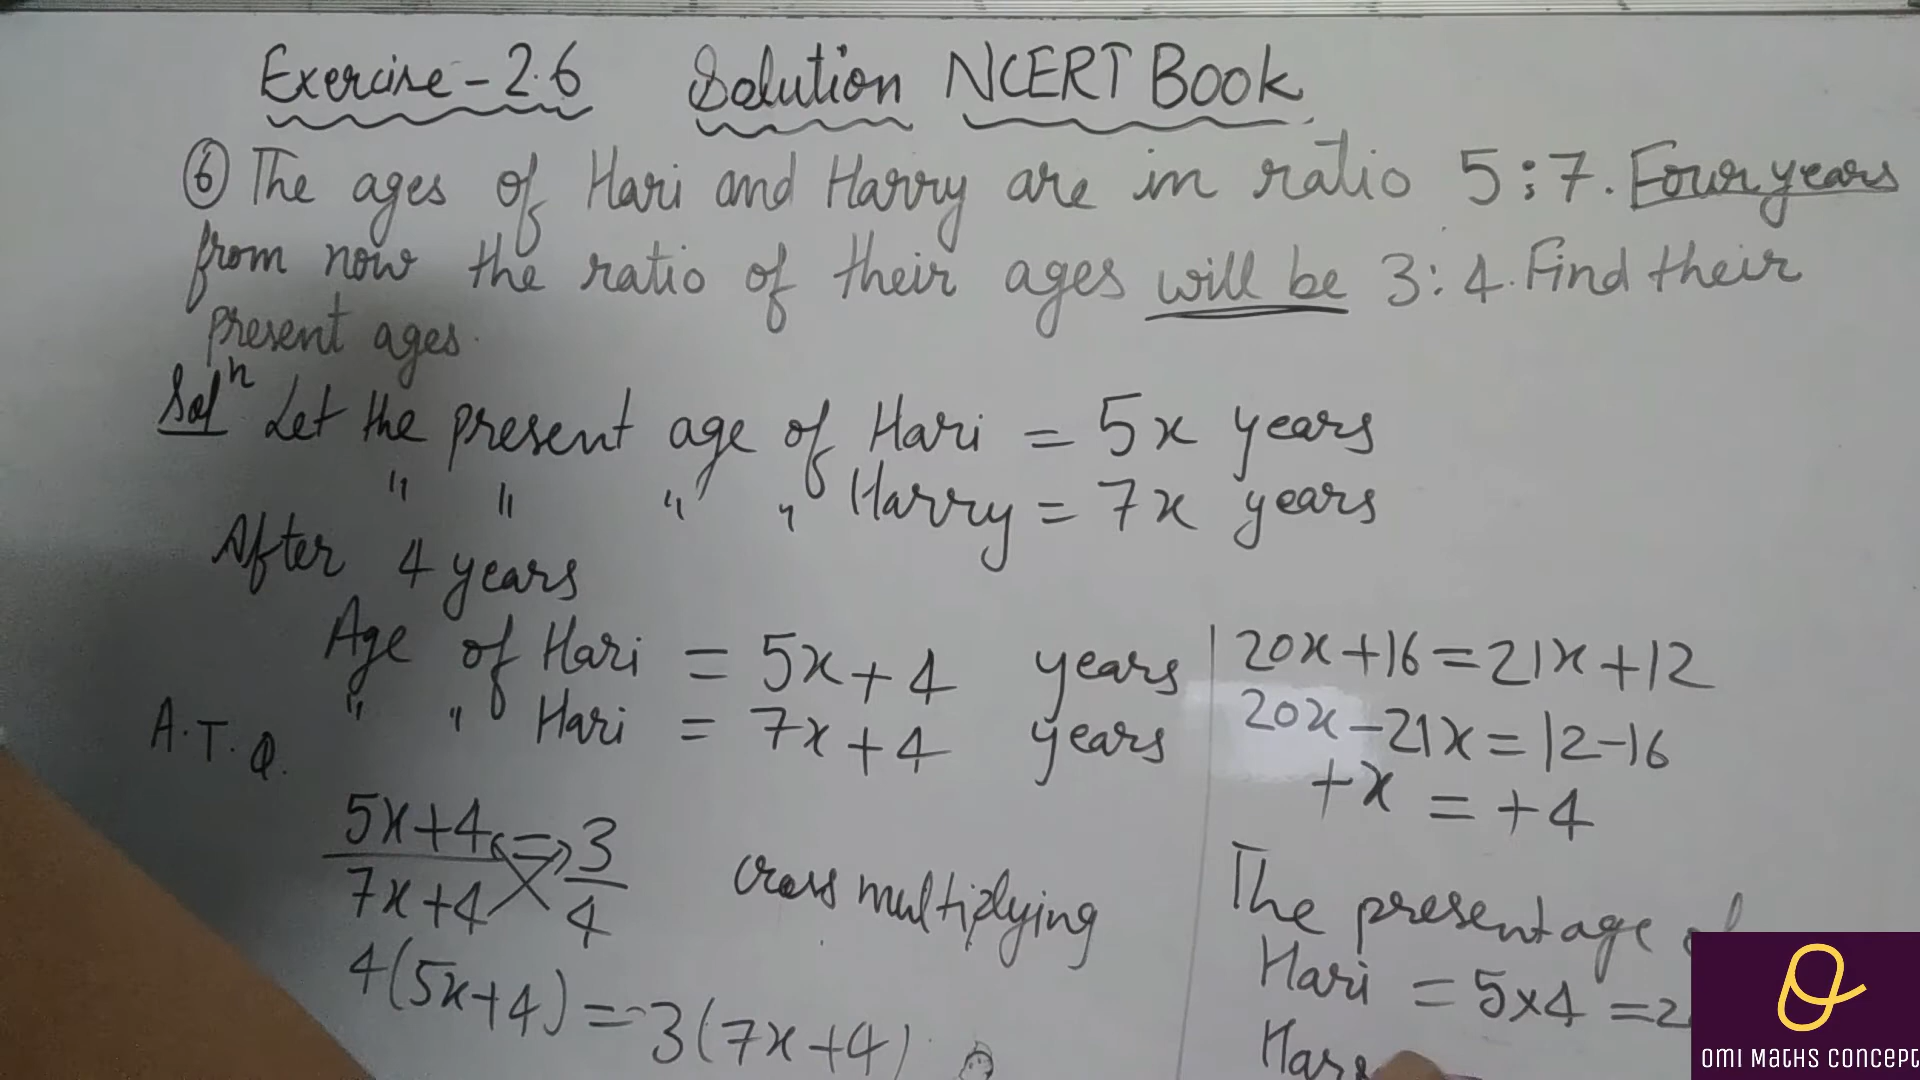 Exercise-2.6 Solution NCERT Book
⑥ The ages of Hari and Harry are in ratio 5:7. Four years
from now the ratio of their ages will be 3:4. Find their
present ages.
Solⁿ Let the present age of Hari = 5x years
" " " " Harry = 7x years
After 4 years
Age of Hari = 5x+4 years
" " Hari = 7x+4 years
A.T.Q.
5x+4 = 3
7x+4 4 cross multiplying
4(5x+4) = 3(7x+4)
20x+16=21x+12
20x-21x=12-16
+x = +4
The present age
Hari = 5x4 =2
OMI MATHS CONCEPT